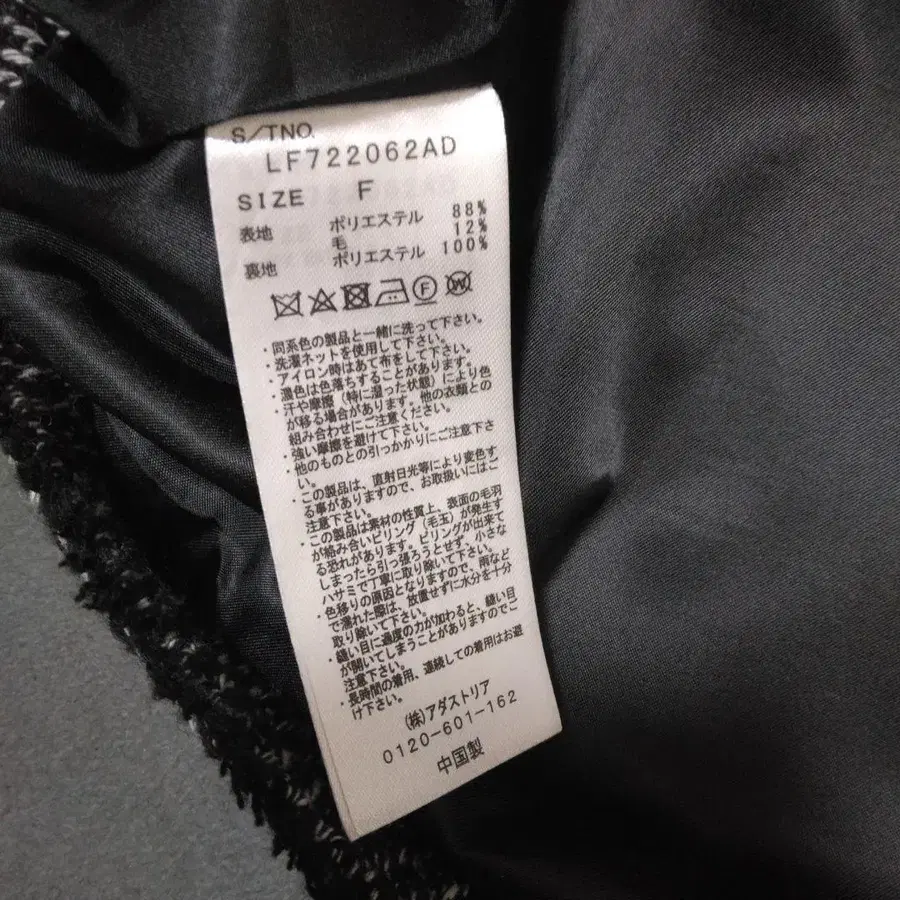 S/TNO.
LF722062AD
SIZE F
表地 ポリエステル 88%
毛 12%
裏地 ポリエステル 100%
F W
・同系色の製品と一緒に洗って下さい。
・洗濯ネットを使用して下さい。
・アイロン時はあて布をして下さい。
・濃色は色落ちすることがあります。
・汗や摩擦(特に湿った状態)により色
が移る場合があります。他の衣類との
組み合わせにご注意ください。
・強い摩擦を避けて下さい。
・他のものとの引っかかりにご注意下さ
い。
・この製品は、直射日光等により変色す
る事がありますので、お取扱いにはご
注意下さい。
・この製品は素材の性質上、表面の毛羽
が絡み合いピリング(毛玉)が発生す
る恐れがあります。ピリングが出来て
しまったら引っ張ろうとせず、小さな
ハサミで丁寧に取り除いて下さい。
・色移りの原因となりますので、雨など
で濡れた際は、放置せずに水分を十分
取り除いて下さい。
・縫い目に過度の力が加わると、縫い目
が開いてしまうことがありますのでご
注意下さい。
・長時間の着用、連続しての着用はお避
け下さい。
(株)アダストリア
0120-601-162
中国製